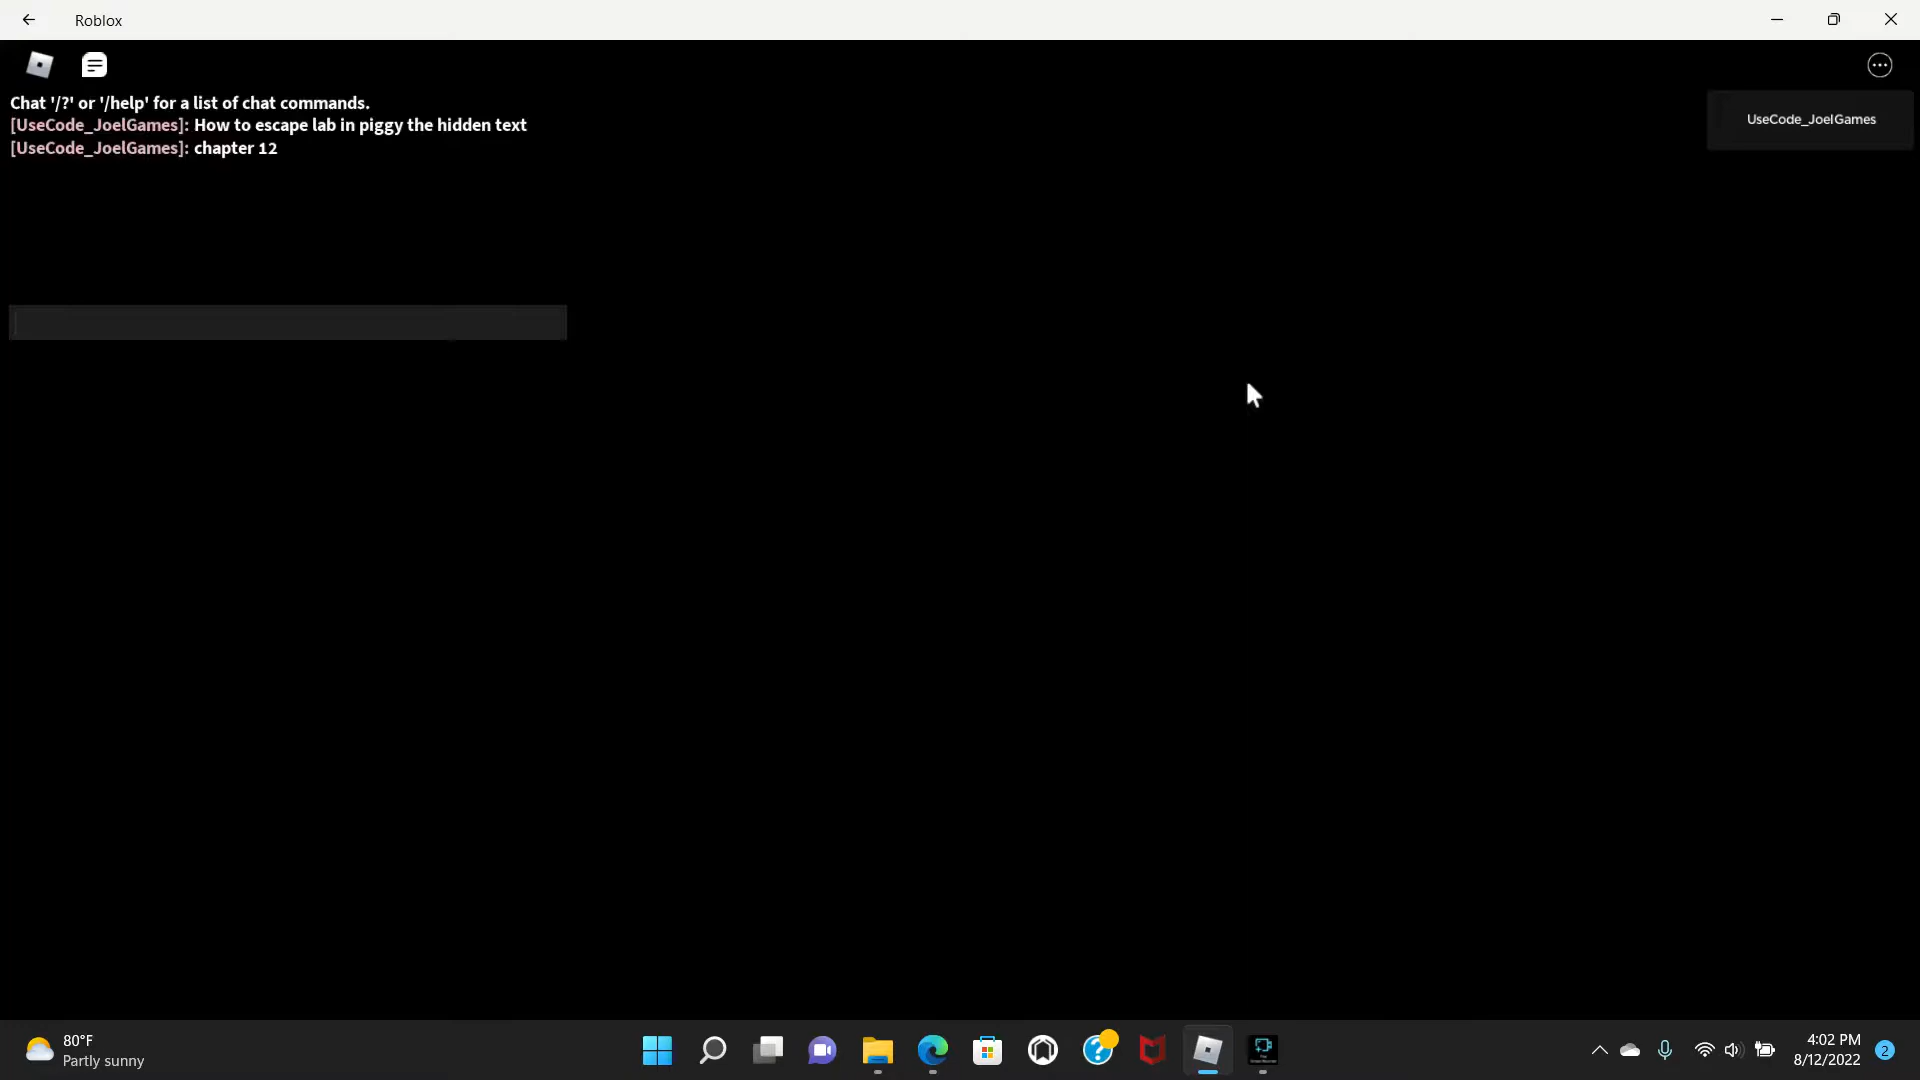 Roblox
Chat '/?' or '/help' for a list of chat commands.
[UseCode_JoelGames]: How to escape lab in piggy the hidden text
[UseCode_JoelGames]: chapter 12
UseCode_JoelGames
80°F
Partly sunny
4:02 PM
8/12/2022
2